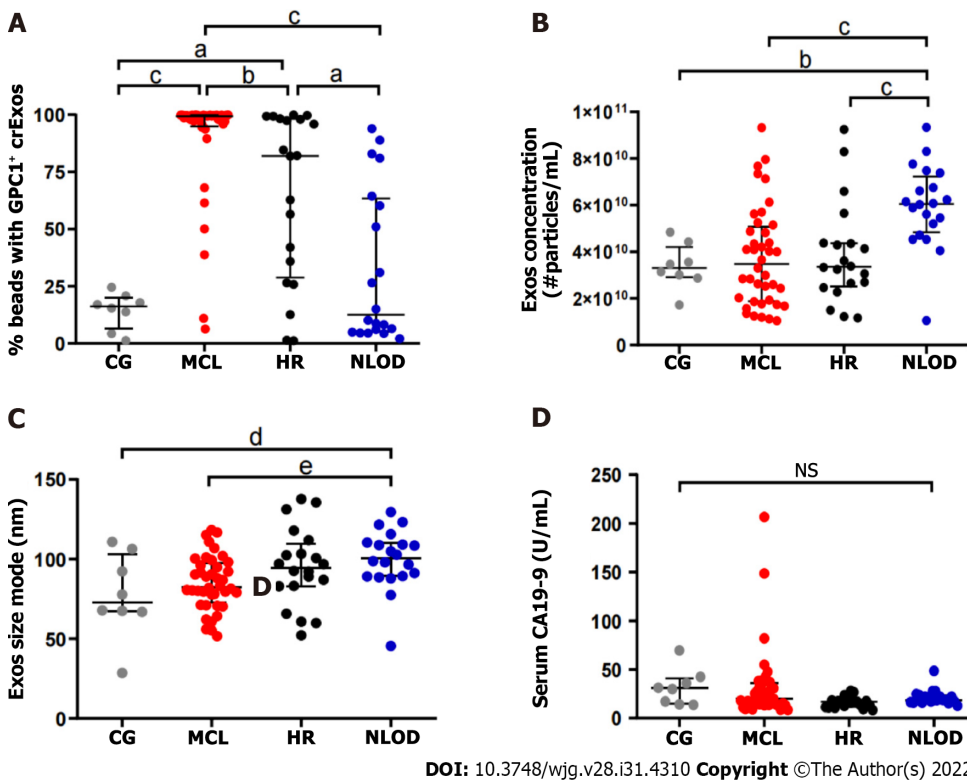 A
c
a
c b a
% beads with GPC1⁺ crExos
100
75
50
25
0
CG MCL HR NLOD
B
c
b
c
Exos concentration
(#particles/mL)
1×10¹¹
8×10¹⁰
6×10¹⁰
4×10¹⁰
2×10¹⁰
0
CG MCL HR NLOD
C
d
e
Exos size mode (nm)
150
100
50
0
D
CG MCL HR NLOD
D
NS
Serum CA19-9 (U/mL)
250
200
150
100
50
0
CG MCL HR NLOD
DOI: 10.3748/wjg.v28.i31.4310 Copyright ©The Author(s) 2022